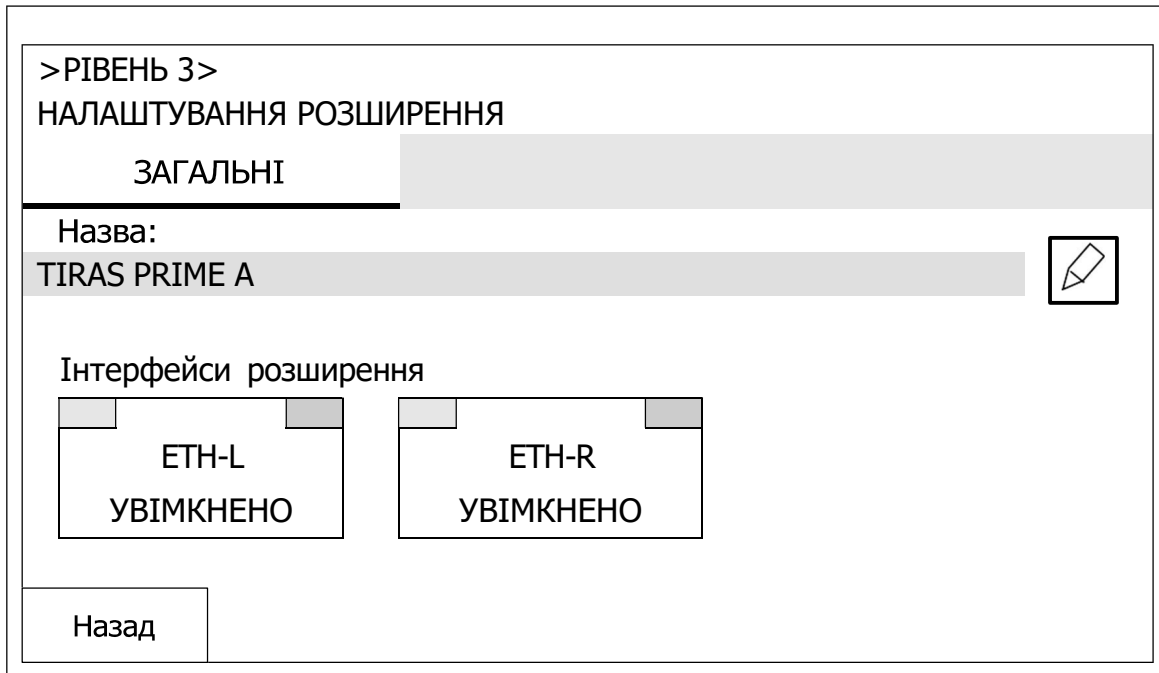 >РІВЕНЬ 3>
НАЛАШТУВАННЯ РОЗШИРЕННЯ
ЗАГАЛЬНІ
Назва:
TIRAS PRIME A
Інтерфейси розширення
ETH-L
УВІМКНЕНО
ETH-R
УВІМКНЕНО
Назад